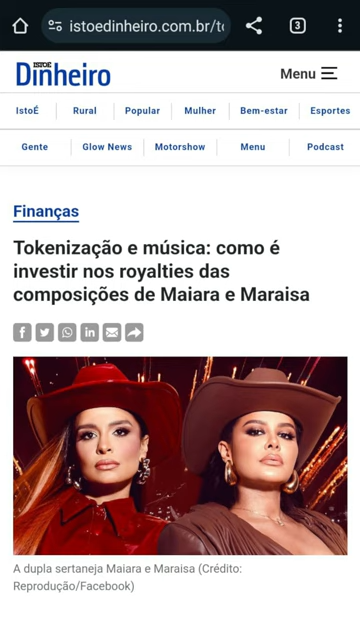 istoedinheiro.com.br/t
3
ISTOÉ
Dinheiro
Menu
IstoÉ
Rural
Popular
Mulher
Bem-estar
Esportes
Gente
Glow News
Motorshow
Menu
Podcast
Finanças
Tokenização e música: como é
investir nos royalties das
composições de Maiara e Maraisa
A dupla sertaneja Maiara e Maraisa (Crédito:
Reprodução/Facebook)